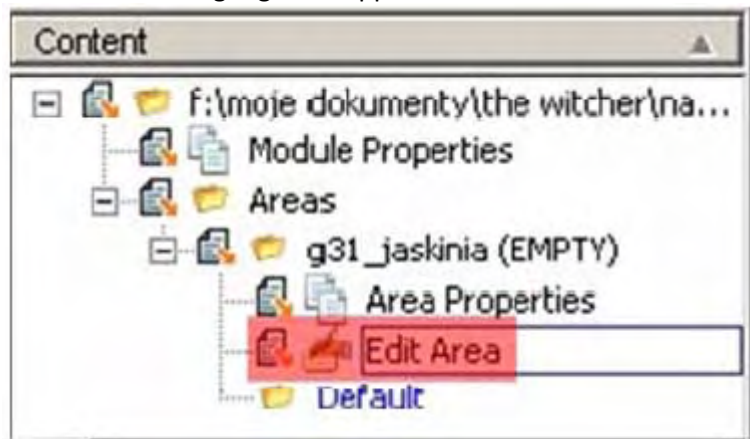 Content
f:\moje dokumenty\the witcher\na...
Module Properties
Areas
g31_jaskinia (EMPTY)
Area Properties
Edit Area
Default